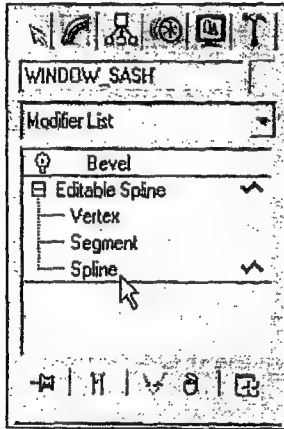 WINDOW_SASH
Modifier List
Bevel
Editable Spline
Vertex
Segment
Spline